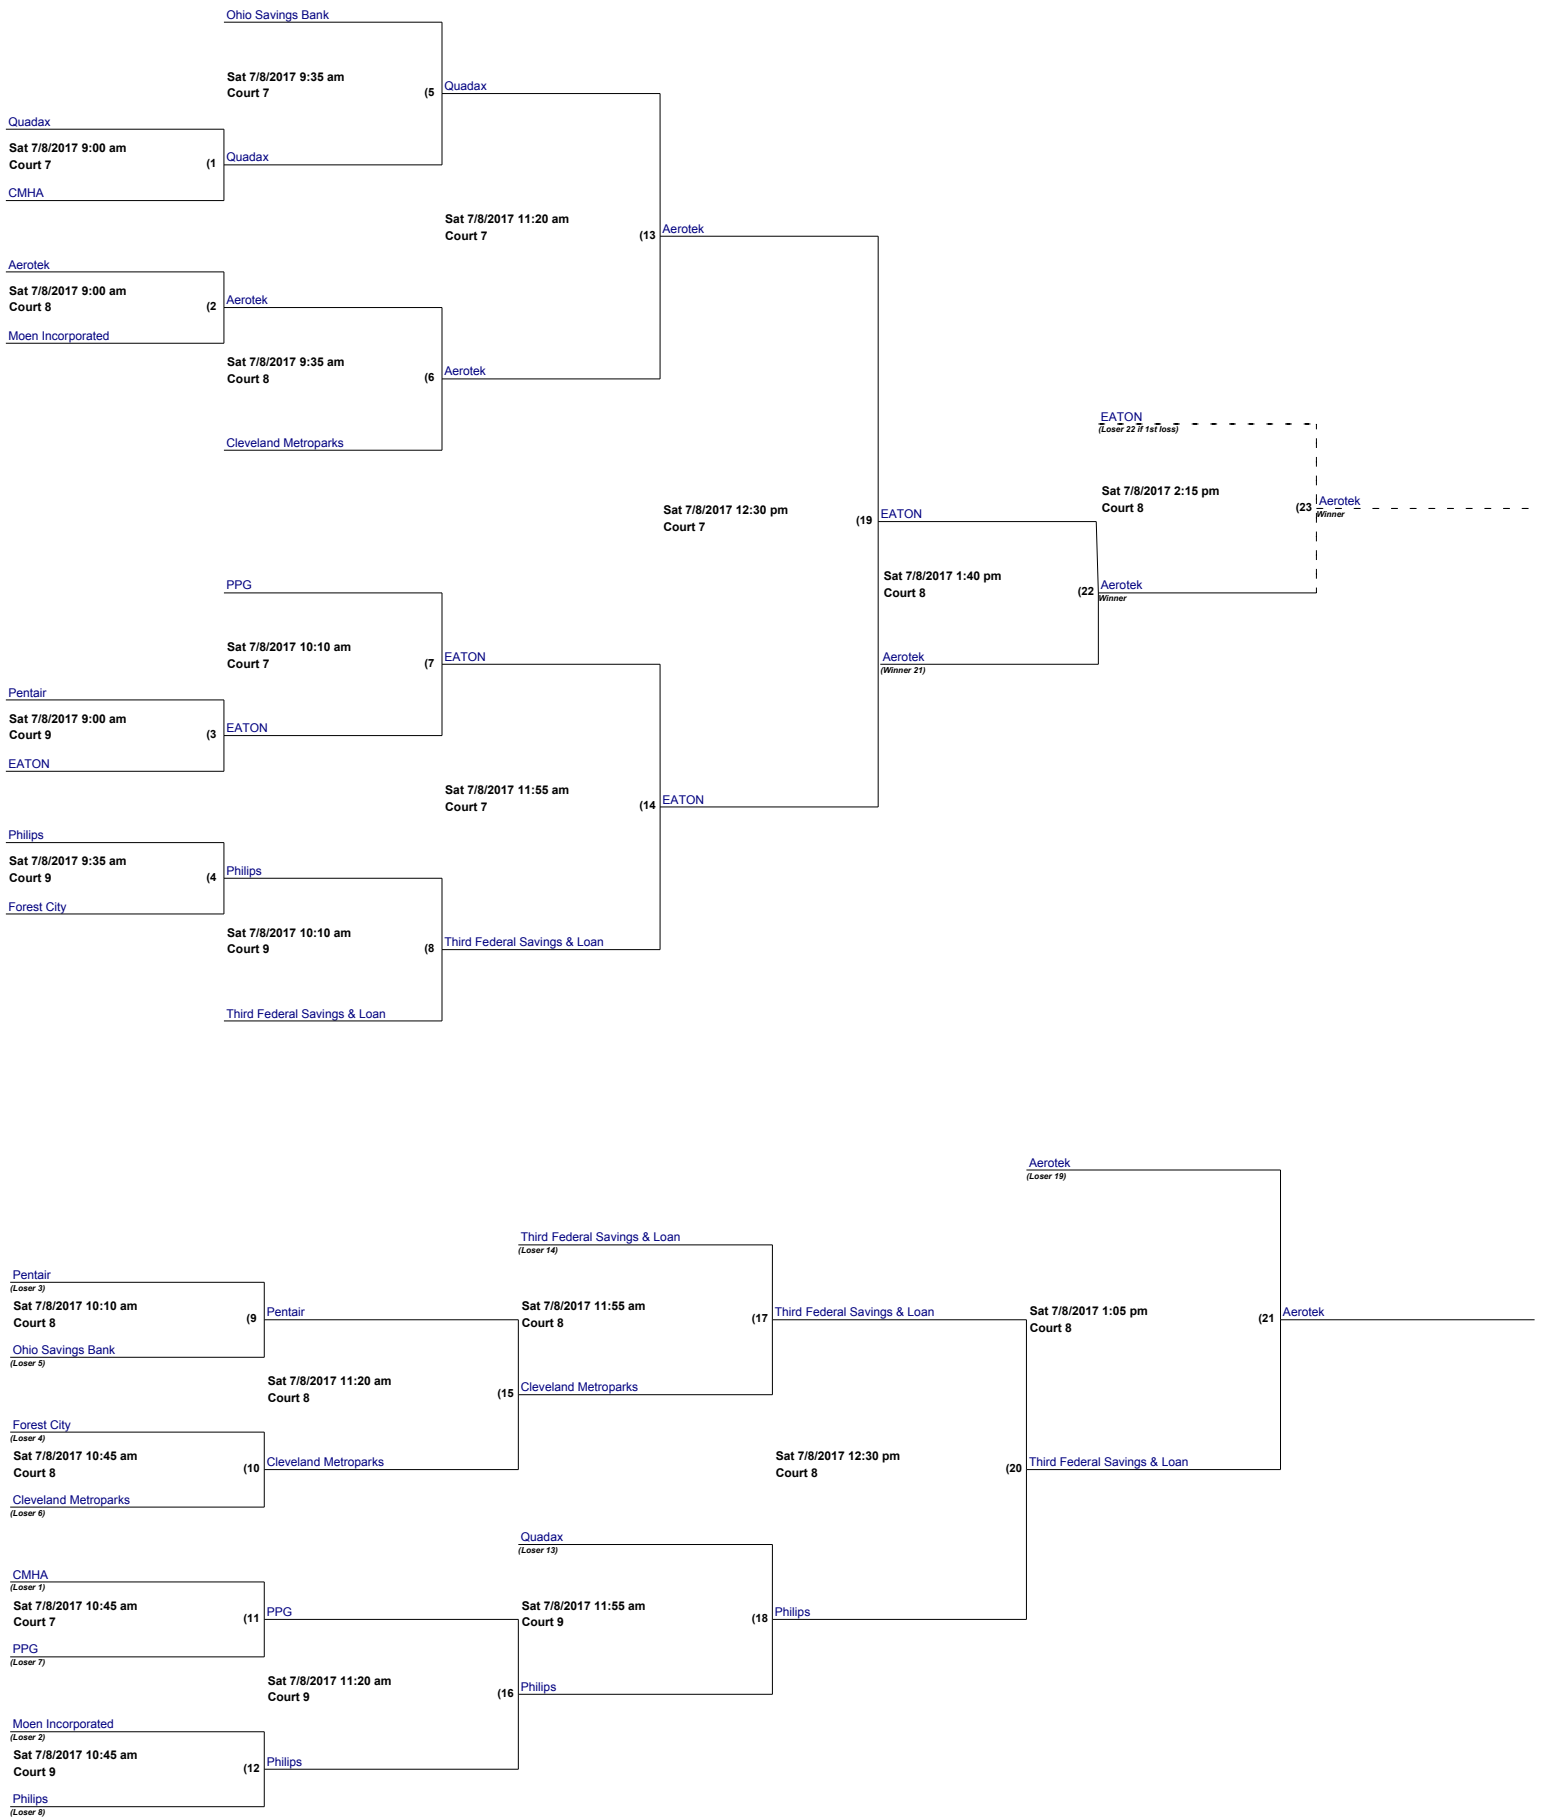 Ohio Savings Bank
Sat 7/8/2017 9:35 am
Court 7
(5
Quadax
Quadax
Sat 7/8/2017 9:00 am
Court 7
(1
Quadax
CMHA
Sat 7/8/2017 11:20 am
Court 7
(13
Aerotek
Aerotek
Sat 7/8/2017 9:00 am
Court 8
(2
Aerotek
Moen Incorporated
Sat 7/8/2017 9:35 am
Court 8
(6
Aerotek
Cleveland Metroparks
EATON
(Loser 22 if 1st loss)
Sat 7/8/2017 2:15 pm
Court 8
(23
Aerotek
Winner
Sat 7/8/2017 12:30 pm
Court 7
(19
EATON
Sat 7/8/2017 1:40 pm
Court 8
(22
Aerotek
Winner
Aerotek
(Winner 21)
PPG
Sat 7/8/2017 10:10 am
Court 7
(7
EATON
Pentair
Sat 7/8/2017 9:00 am
Court 9
(3
EATON
EATON
Sat 7/8/2017 11:55 am
Court 7
(14
EATON
Philips
Sat 7/8/2017 9:35 am
Court 9
(4
Philips
Forest City
Sat 7/8/2017 10:10 am
Court 9
(8
Third Federal Savings & Loan
Third Federal Savings & Loan
Aerotek
(Loser 19)
Third Federal Savings & Loan
(Loser 14)
Pentair
(Loser 3)
Sat 7/8/2017 10:10 am
Court 8
(9
Pentair
Ohio Savings Bank
(Loser 5)
Sat 7/8/2017 11:55 am
Court 8
(17
Third Federal Savings & Loan
Sat 7/8/2017 1:05 pm
Court 8
(21
Aerotek
Sat 7/8/2017 11:20 am
Court 8
(15
Cleveland Metroparks
Forest City
(Loser 4)
Sat 7/8/2017 10:45 am
Court 8
(10
Cleveland Metroparks
Cleveland Metroparks
(Loser 6)
Sat 7/8/2017 12:30 pm
Court 8
(20
Third Federal Savings & Loan
Quadax
(Loser 13)
CMHA
(Loser 1)
Sat 7/8/2017 10:45 am
Court 7
(11
PPG
PPG
(Loser 7)
Sat 7/8/2017 11:55 am
Court 9
(18
Philips
Sat 7/8/2017 11:20 am
Court 9
(16
Philips
Moen Incorporated
(Loser 2)
Sat 7/8/2017 10:45 am
Court 9
(12
Philips
Philips
(Loser 8)